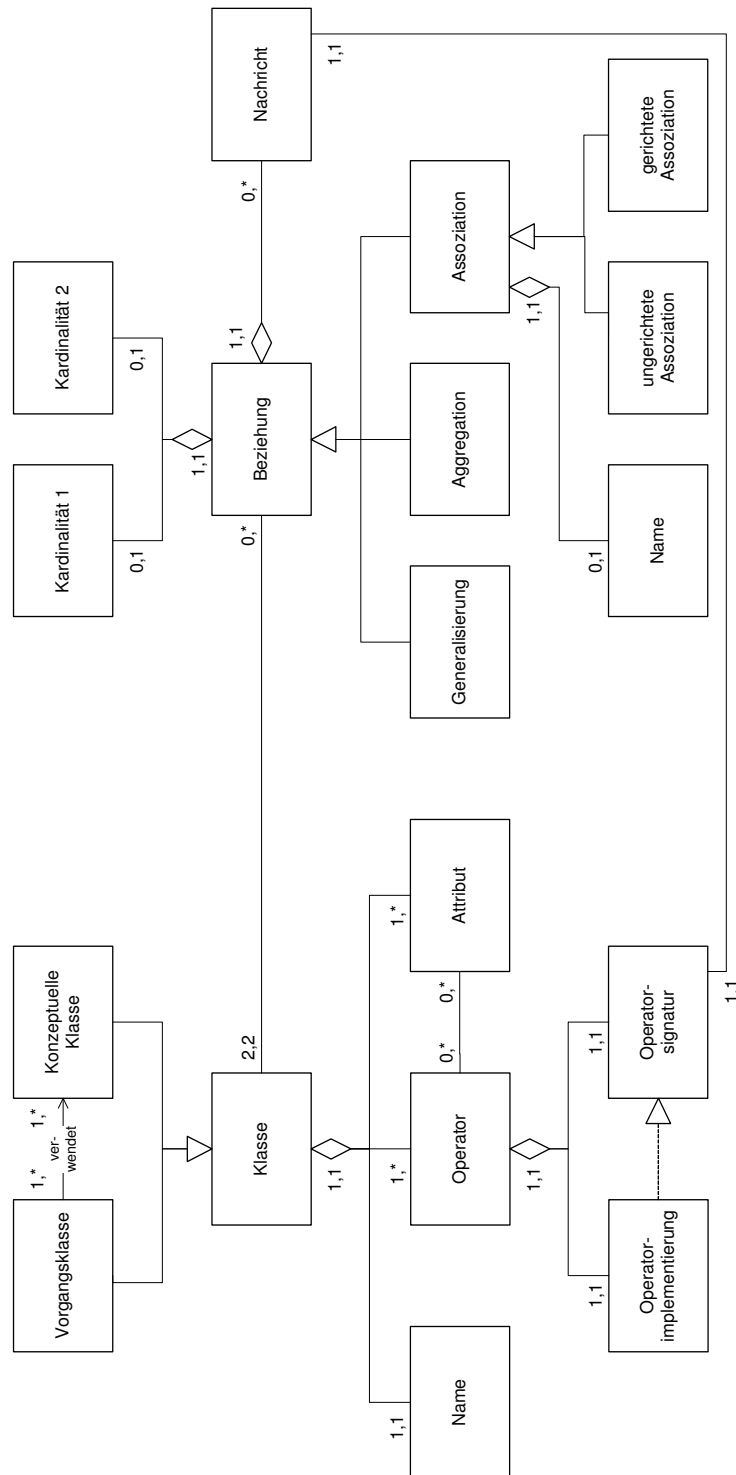 Vorgangsklasse
1,*
ver-
wendet
1,*
Konzeptuelle
Klasse
Kardinalität 1
0,1
Kardinalität 2
0,1
1,1
Klasse
2,2
0,*
Beziehung
1,1
0,*
Nachricht
1,1
1,1
Name
1,1
1,*
Operator
0,*
0,*
1,*
Attribut
Generalisierung
Aggregation
Assoziation
1,1
1,1
Operator-
implementierung
1,1
1,1
Operator-
signatur
1,1
0,1
Name
ungerichtete
Assoziation
gerichtete
Assoziation